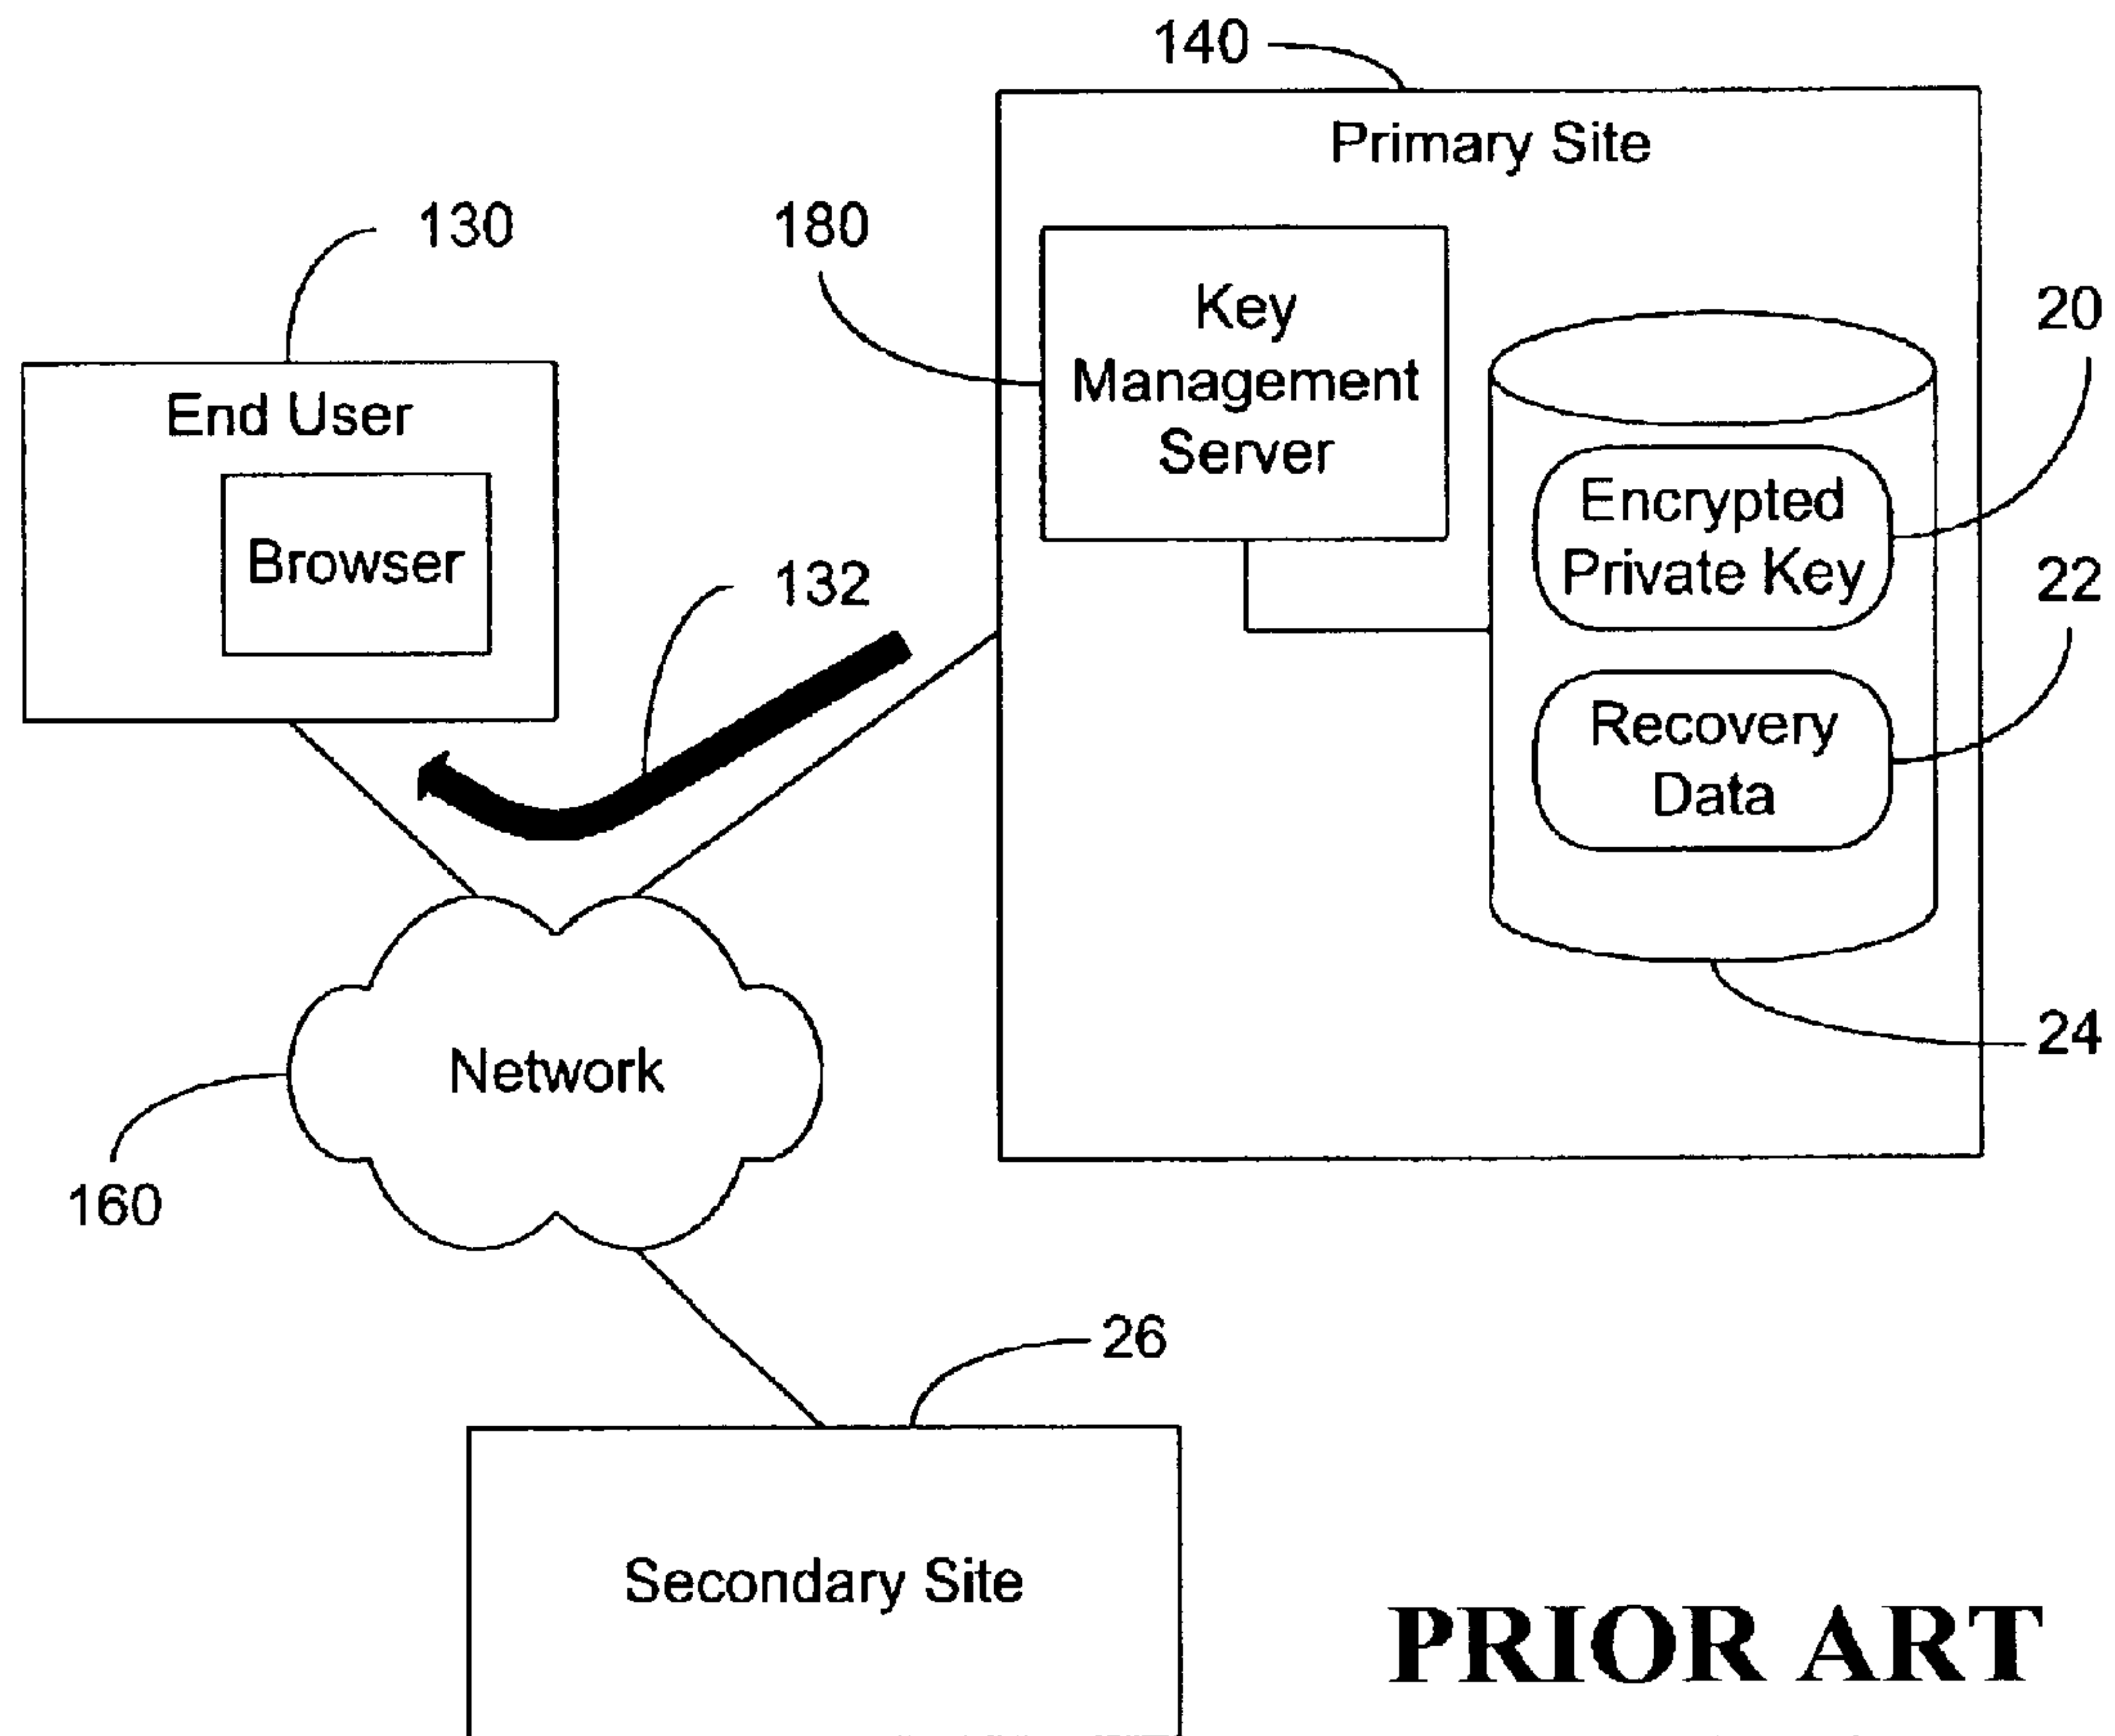 140
Primary Site
130
180
Key
Management
Server
20
End User
Encrypted
Private Key
Browser
132
22
Recovery
Data
24
Network
160
26
Secondary Site
PRIOR ART